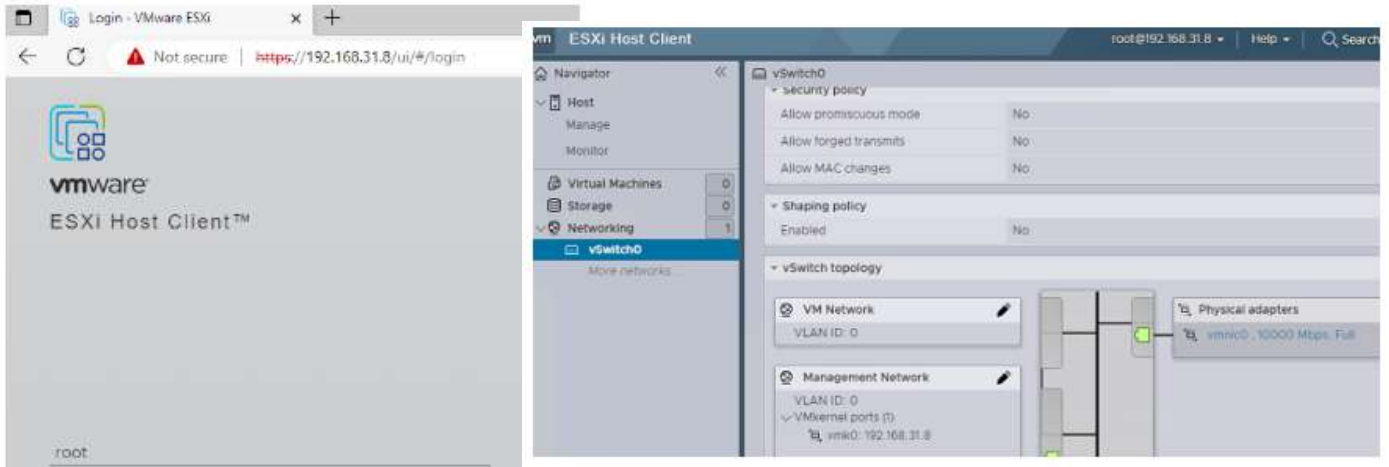 Login - VMware ESXi
Not secure | https://192.168.31.8/ui/#/login
vmware
ESXi Host Client™
root
vm ESXi Host Client
root@192.168.31.8 | Help | Search
Navigator
Host
Manage
Monitor
Virtual Machines 0
Storage 0
Networking 1
vSwitch0
More networks...
vSwitch0
Security policy
Allow promiscuous mode No
Allow forged transmits No
Allow MAC changes No
Shaping policy
Enabled No
vSwitch topology
VM Network
VLAN ID: 0
Management Network
VLAN ID: 0
VMkernel ports (1)
vmk0: 192.168.31.8
Physical adapters
vmnic0 , 10000 Mbps, Full